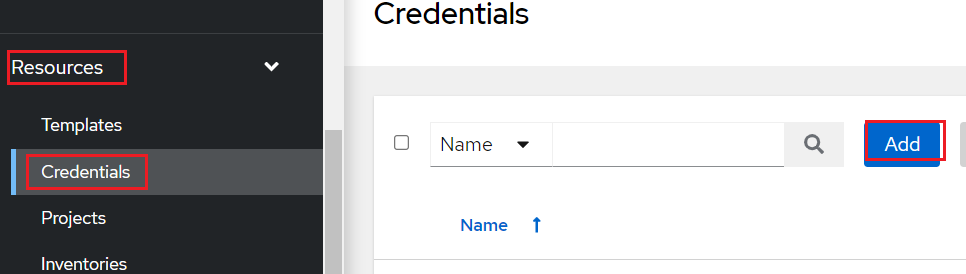 Credentials
Resources
Templates
Credentials
Projects
Inventories
Name
Add
Name